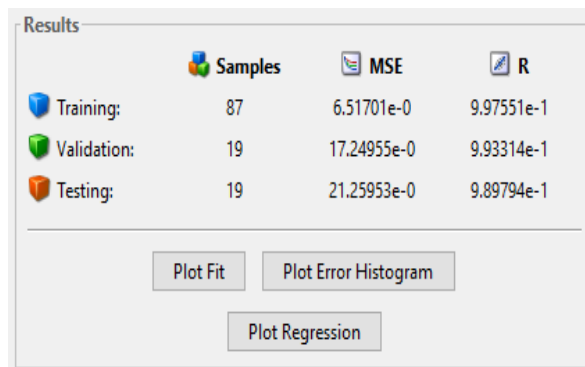 Results
Samples MSE R
Training: 87 6.51701e-0 9.97551e-1
Validation: 19 17.24955e-0 9.93314e-1
Testing: 19 21.25953e-0 9.89794e-1
Plot Fit Plot Error Histogram
Plot Regression